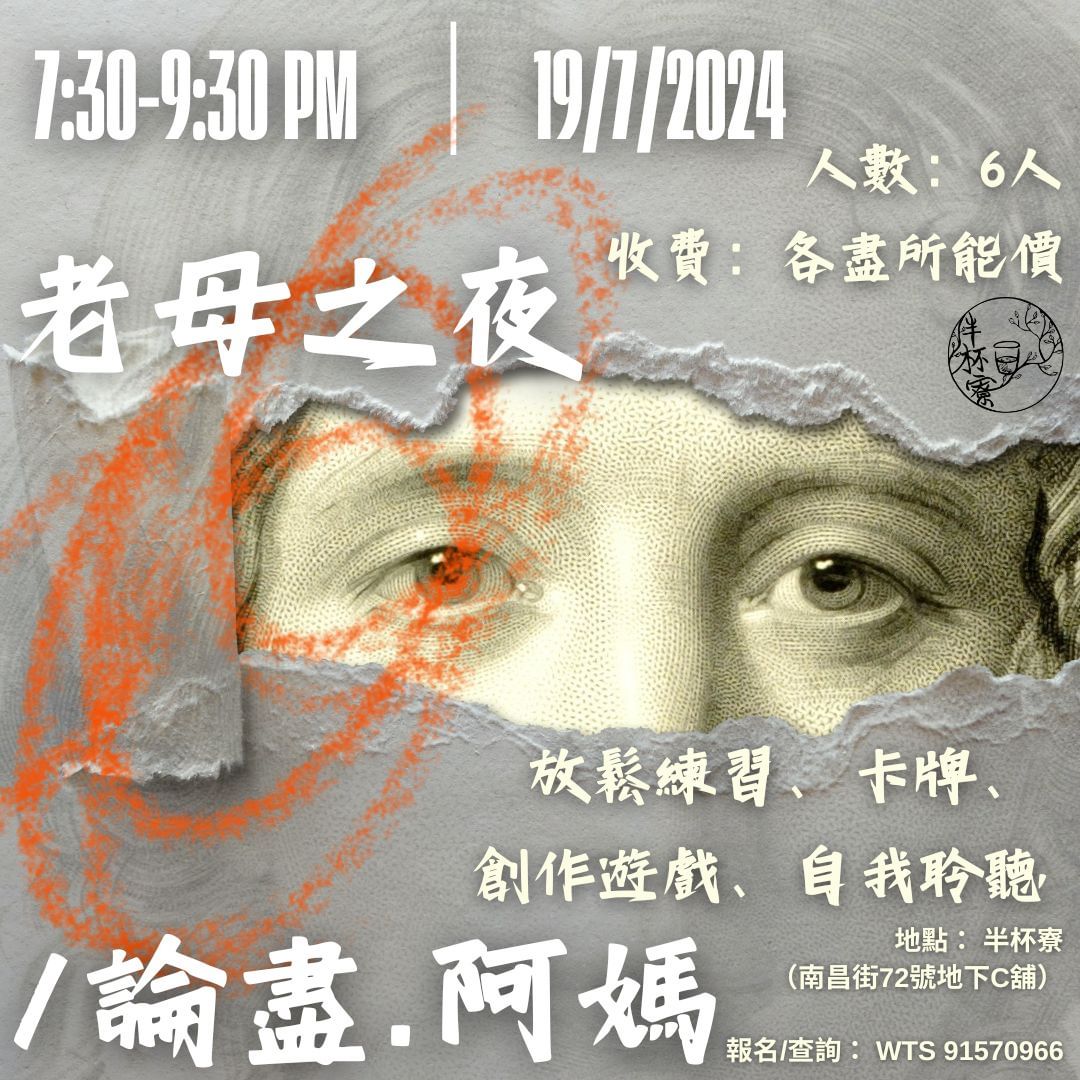 7:30-9:30 PM
19/7/2024
人數：6人
收費：各盡所能價
老母之夜
半杯寮
放鬆練習、卡牌、
創作遊戲、自我聆聽
/論盡.阿媽
地點：半杯寮
（南昌街72號地下C舖）
報名/查詢：WTS 91570966